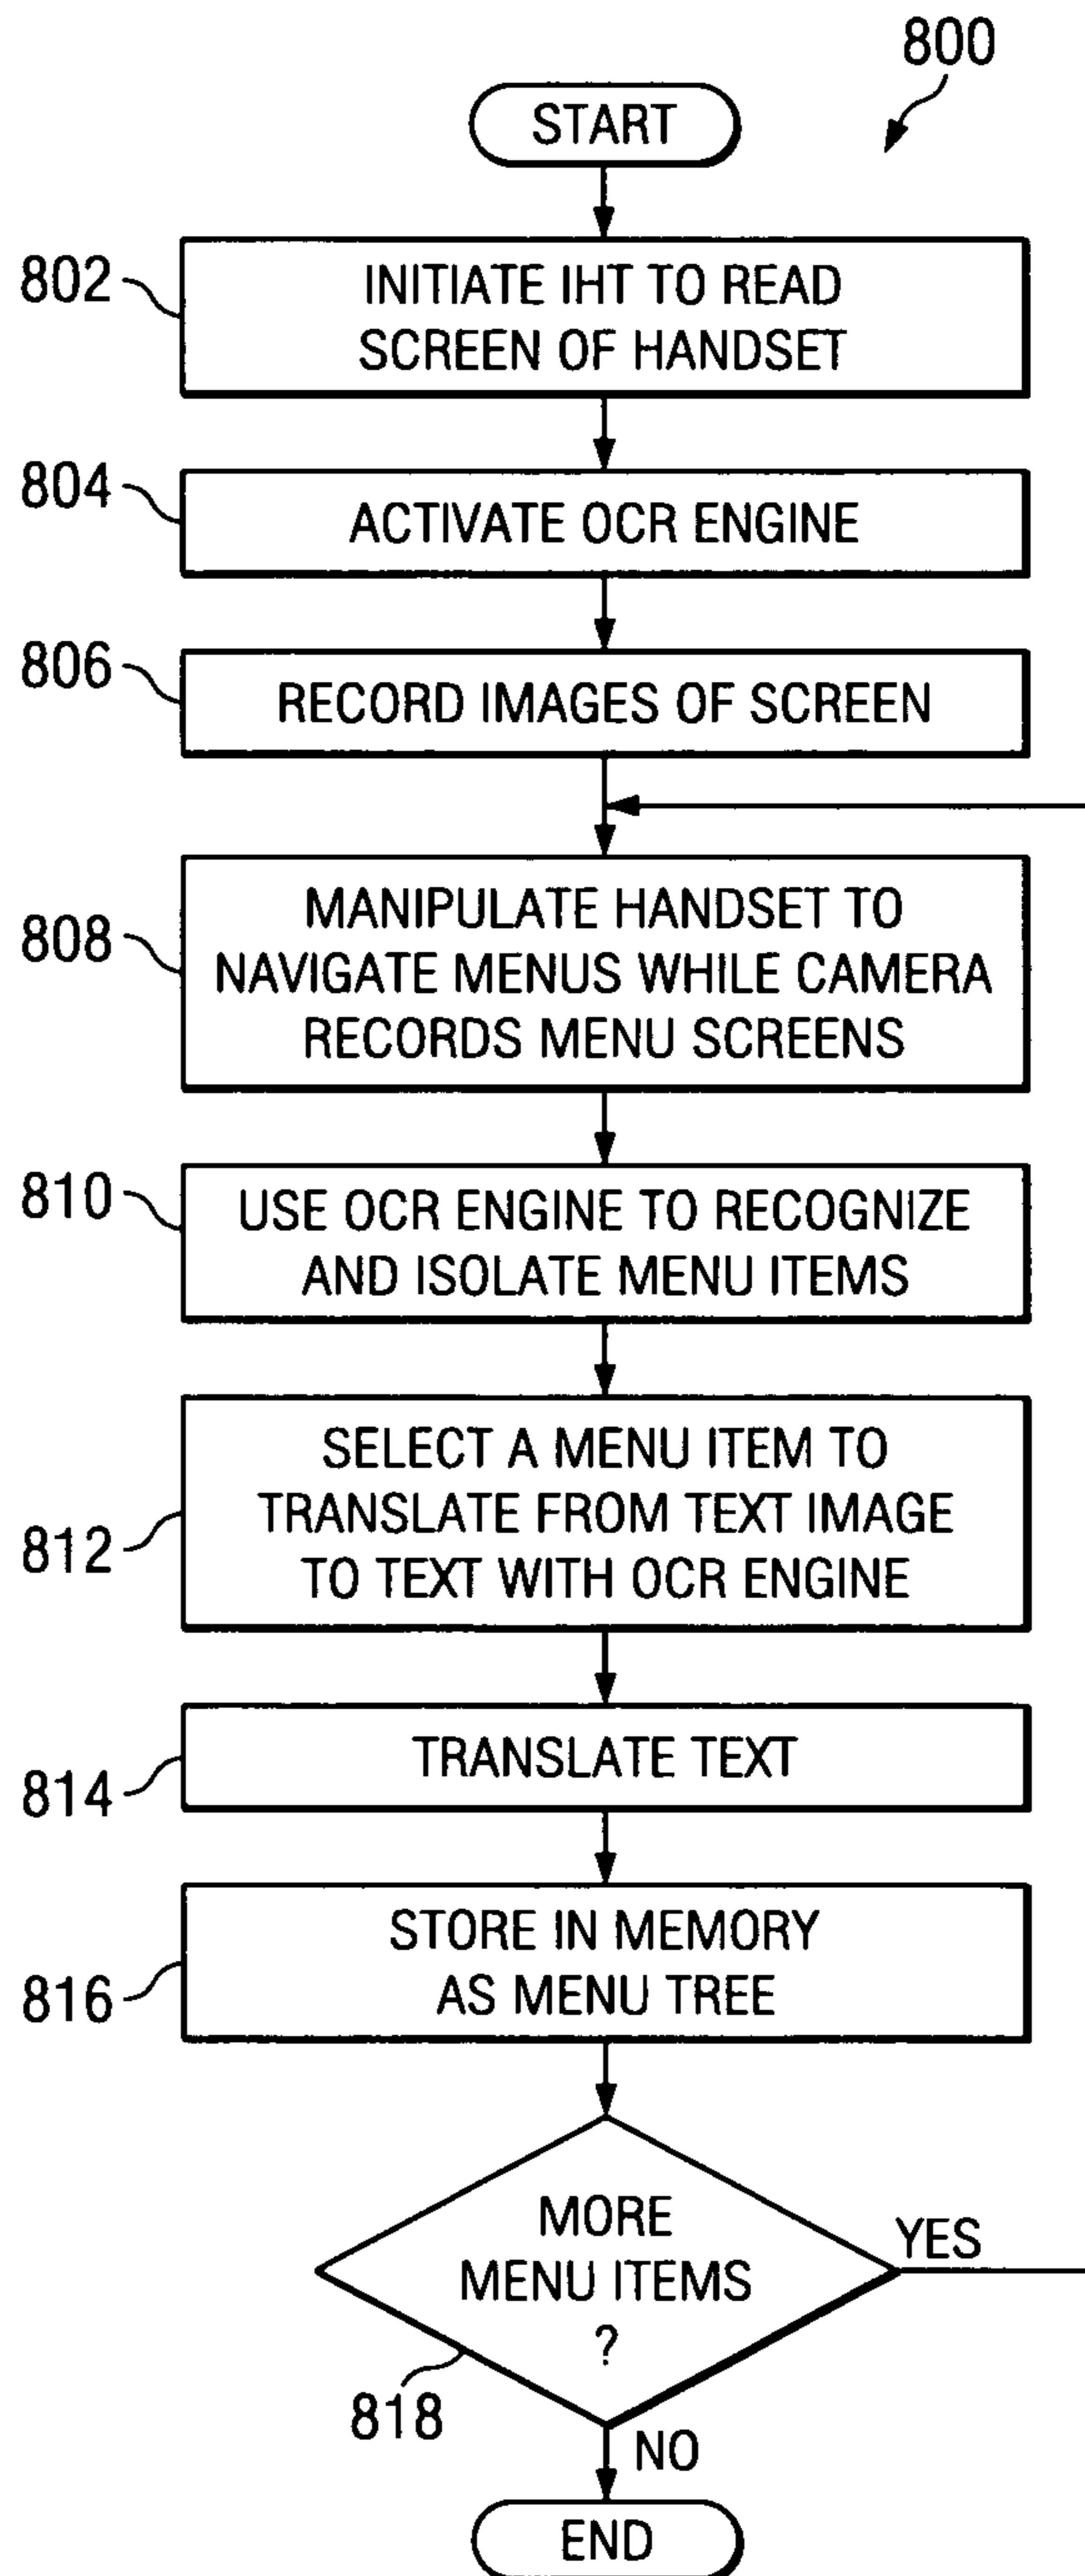 800
START
802
INITIATE IHT TO READ
SCREEN OF HANDSET
804
ACTIVATE OCR ENGINE
806
RECORD IMAGES OF SCREEN
808
MANIPULATE HANDSET TO
NAVIGATE MENUS WHILE CAMERA
RECORDS MENU SCREENS
810
USE OCR ENGINE TO RECOGNIZE
AND ISOLATE MENU ITEMS
812
SELECT A MENU ITEM TO
TRANSLATE FROM TEXT IMAGE
TO TEXT WITH OCR ENGINE
814
TRANSLATE TEXT
816
STORE IN MEMORY
AS MENU TREE
818
MORE
MENU ITEMS
?
YES
NO
END